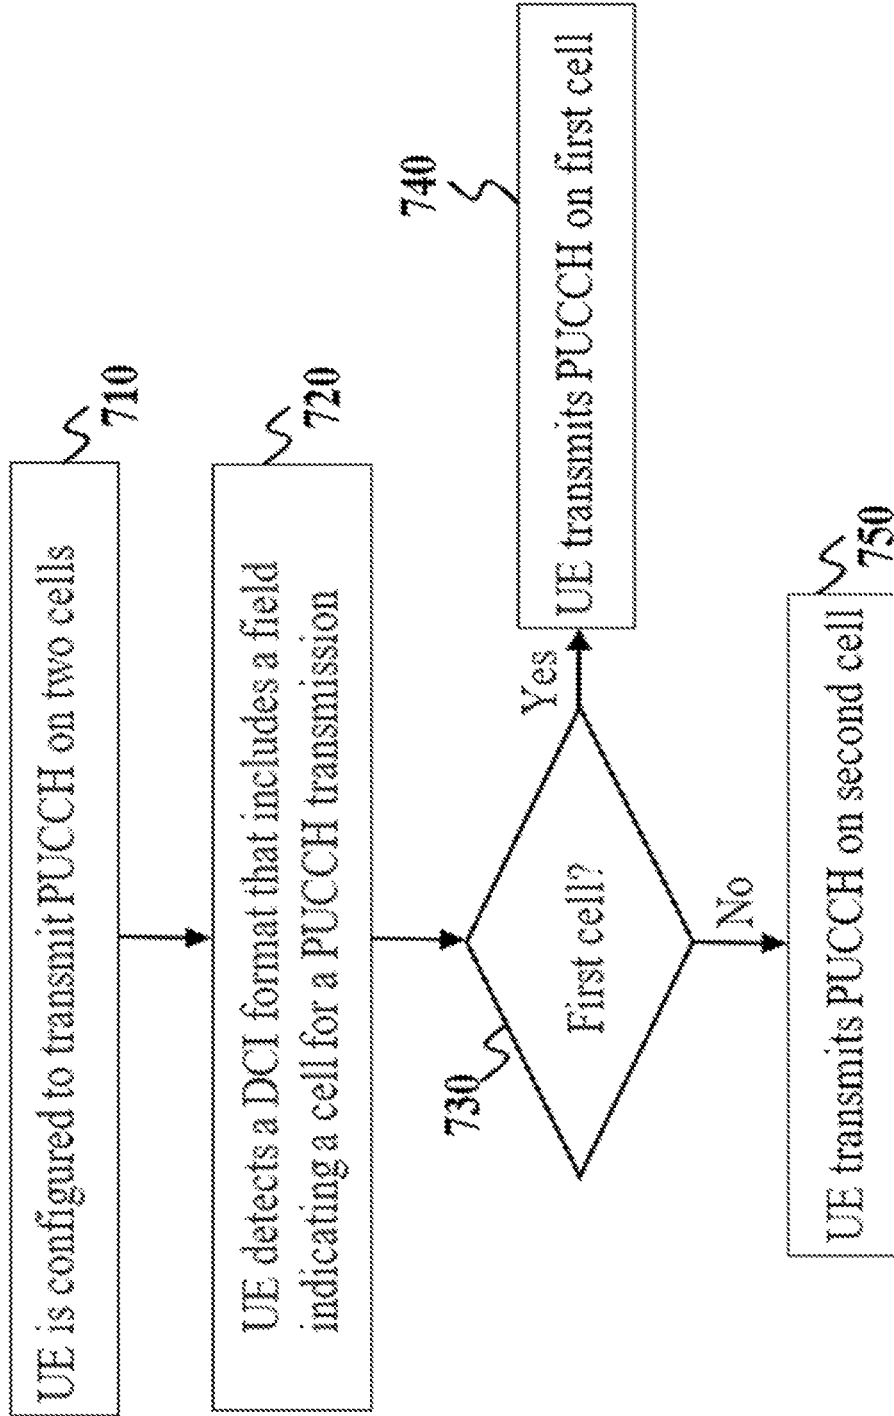 UE is configured to transmit PUCCH on two cells
710
UE detects a DCI format that includes a field
indicating a cell for a PUCCH transmission
720
730
First cell?
Yes
740
UE transmits PUCCH on first cell
No
750
UE transmits PUCCH on second cell